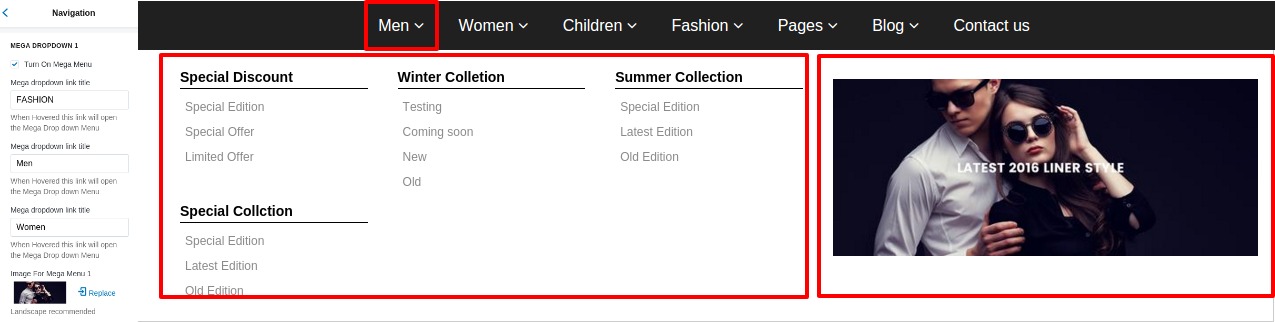 Navigation
MEGA DROPDOWN 1
Turn On Mega Menu
Mega dropdown link title
FASHION
When Hovered this link will open
the Mega Drop down Menu
Mega dropdown link title
Men
When Hovered this link will open
the Mega Drop down Menu
Mega dropdown link title
Women
When Hovered this link will open
the Mega Drop down Menu
Image For Mega Menu 1
Replace
Landscape recommended
Men Women Children Fashion Pages Blog Contact us
Special Discount
Special Edition
Special Offer
Limited Offer
Winter Colletion
Testing
Coming soon
New
Old
Summer Collection
Special Edition
Latest Edition
Old Edition
Special Collction
Special Edition
Latest Edition
Old Edition
LATEST 2016 LINER STYLE